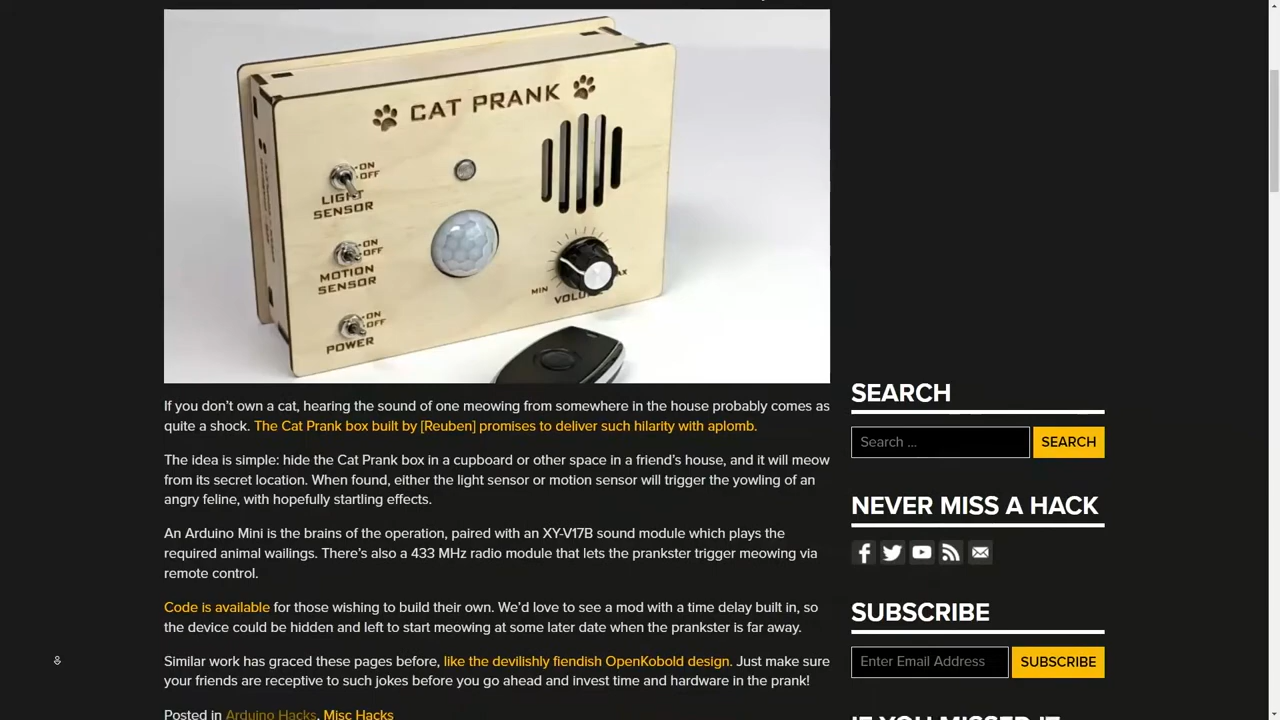 CAT PRANK
ON
OFF
LIGHT
SENSOR
ON
OFF
MOTION
SENSOR
ON
OFF
POWER
MIN
If you don’t own a cat, hearing the sound of one meowing from somewhere in the house probably comes as
quite a shock. The Cat Prank box built by [Reuben] promises to deliver such hilarity with aplomb.
The idea is simple: hide the Cat Prank box in a cupboard or other space in a friend’s house, and it will meow
from its secret location. When found, either the light sensor or motion sensor will trigger the yowling of an
angry feline, with hopefully startling effects.
An Arduino Mini is the brains of the operation, paired with an XY-V17B sound module which plays the
required animal wailings. There’s also a 433 MHz radio module that lets the prankster trigger meowing via
remote control.
Code is available for those wishing to build their own. We’d love to see a mod with a time delay built in, so
the device could be hidden and left to start meowing at some later date when the prankster is far away.
Similar work has graced these pages before, like the devilishly fiendish OpenKobold design. Just make sure
your friends are receptive to such jokes before you go ahead and invest time and hardware in the prank!
Posted in Arduino Hacks, Misc Hacks
SEARCH
Search ...
SEARCH
NEVER MISS A HACK
SUBSCRIBE
Enter Email Address
SUBSCRIBE